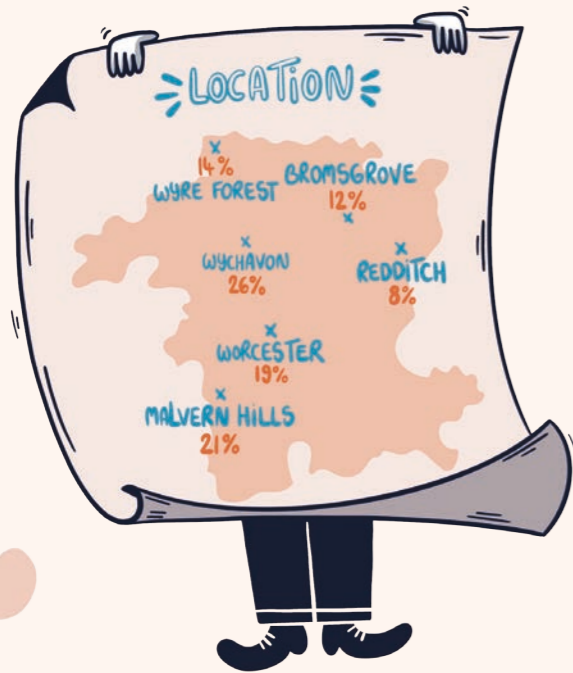 LOCATION
14%
WYRE FOREST
BROMSGROVE
12%
WYCHAVON
26%
REDDITCH
8%
WORCESTER
19%
MALVERN HILLS
21%